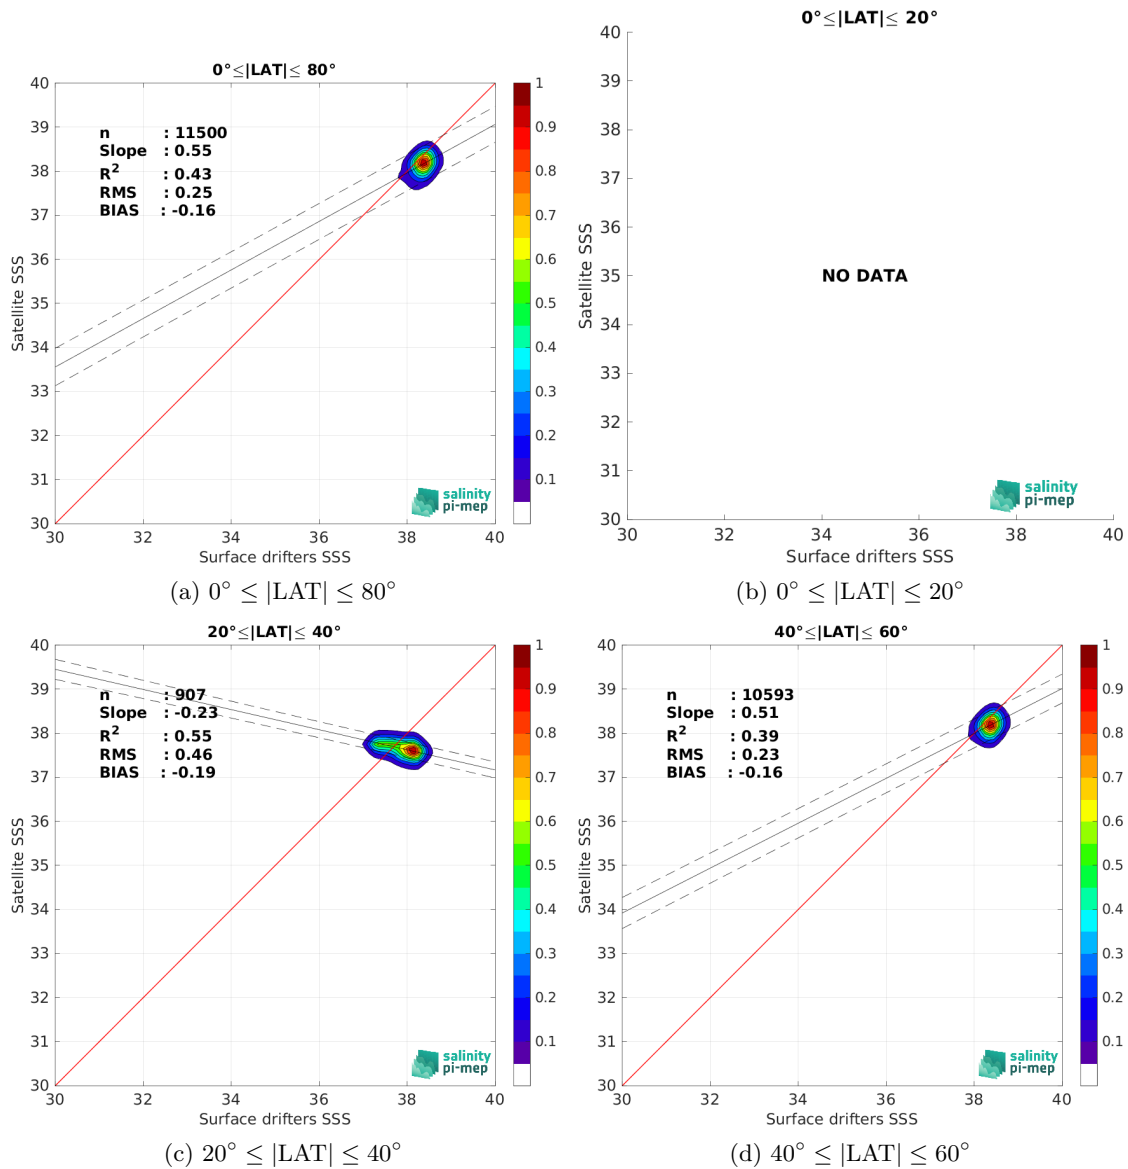 0°≤|LAT|≤ 80°
40
39
38
37
36
35
34
33
32
31
30
Satellite SSS
n : 11500
Slope : 0.55
R² : 0.43
RMS : 0.25
BIAS : -0.16
salinity
pi-mep
30 32 34 36 38 40
Surface drifters SSS
1
0.9
0.8
0.7
0.6
0.5
0.4
0.3
0.2
0.1
(a) 0° ≤ |LAT| ≤ 80°
0°≤|LAT|≤ 20°
40
39
38
37
36
35
34
33
32
31
30
Satellite SSS
NO DATA
salinity
pi-mep
30 32 34 36 38 40
Surface drifters SSS
(b) 0° ≤ |LAT| ≤ 20°
20°≤|LAT|≤ 40°
40
39
38
37
36
35
34
33
32
31
30
Satellite SSS
n : 907
Slope : -0.23
R² : 0.55
RMS : 0.46
BIAS : -0.19
salinity
pi-mep
30 32 34 36 38 40
Surface drifters SSS
1
0.9
0.8
0.7
0.6
0.5
0.4
0.3
0.2
0.1
(c) 20° ≤ |LAT| ≤ 40°
40°≤|LAT|≤ 60°
40
39
38
37
36
35
34
33
32
31
30
Satellite SSS
n : 10593
Slope : 0.51
R² : 0.39
RMS : 0.23
BIAS : -0.16
salinity
pi-mep
30 32 34 36 38 40
Surface drifters SSS
1
0.9
0.8
0.7
0.6
0.5
0.4
0.3
0.2
0.1
(d) 40° ≤ |LAT| ≤ 60°